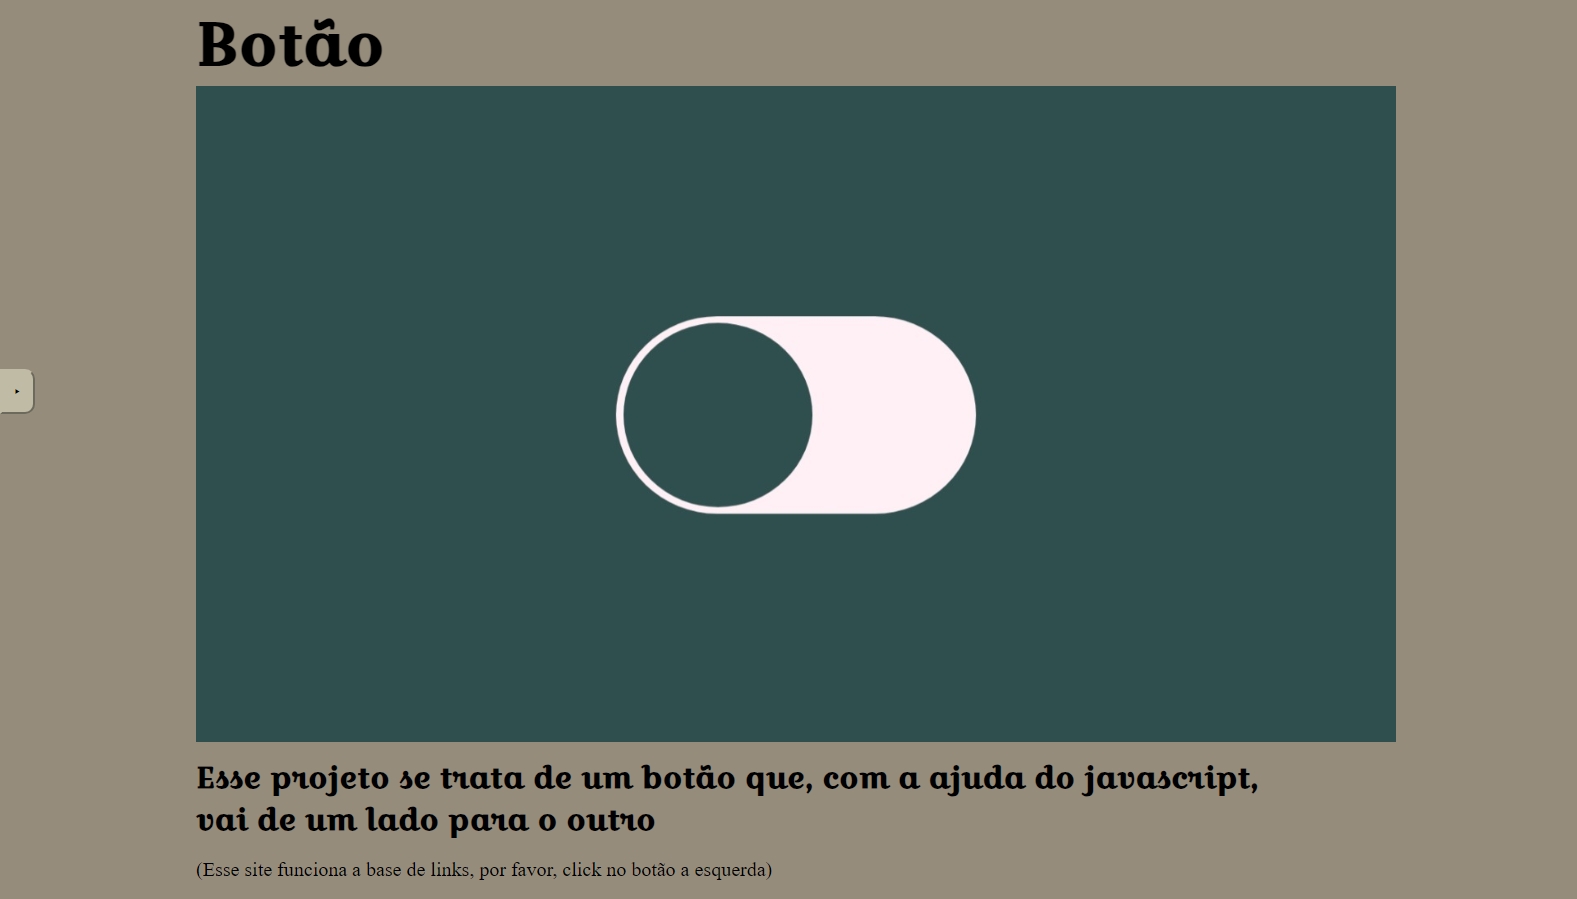 Botão
Esse projeto se trata de um botão que, com a ajuda do javascript,
vai de um lado para o outro
(Esse site funciona a base de links, por favor, click no botão a esquerda)